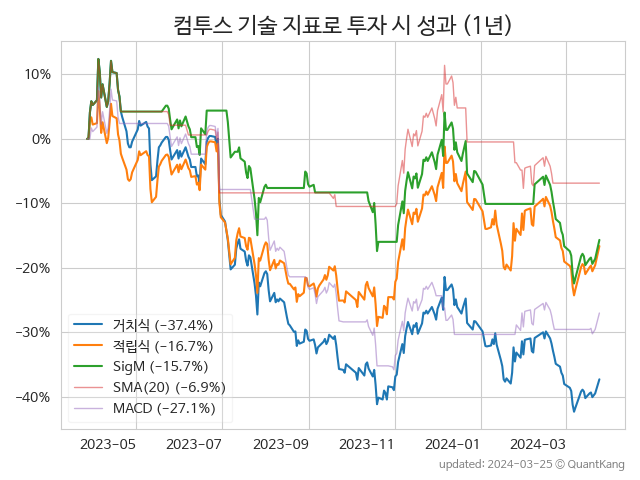 컴투스 기술 지표로 투자 시 성과 (1년)
10%
0%
−10%
−20%
−30%
−40%
거치식 (−37.4%)
적립식 (−16.7%)
SigM (−15.7%)
SMA(20) (−6.9%)
MACD (−27.1%)
2023-05 2023-07 2023-09 2023-11 2024-01 2024-03
updated: 2024-03-25 © QuantKang